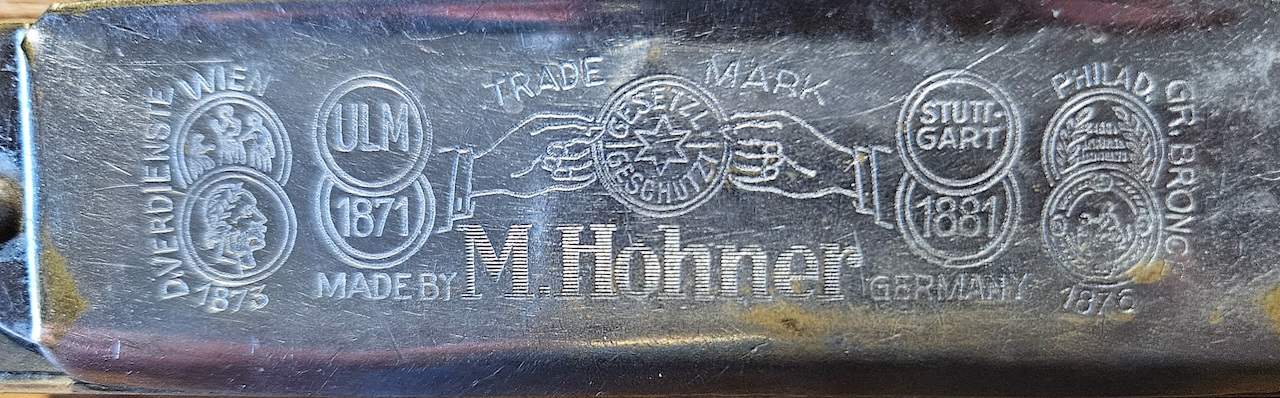 D.VERDIENSTE WIEN
1873
ULM
1871
TRADE MARK
GESETZL.
GESCHÜTZT
STUTT-
GART
1881
PHILAD. GR. BRONCE
1876
MADE BY M. Hohner GERMANY